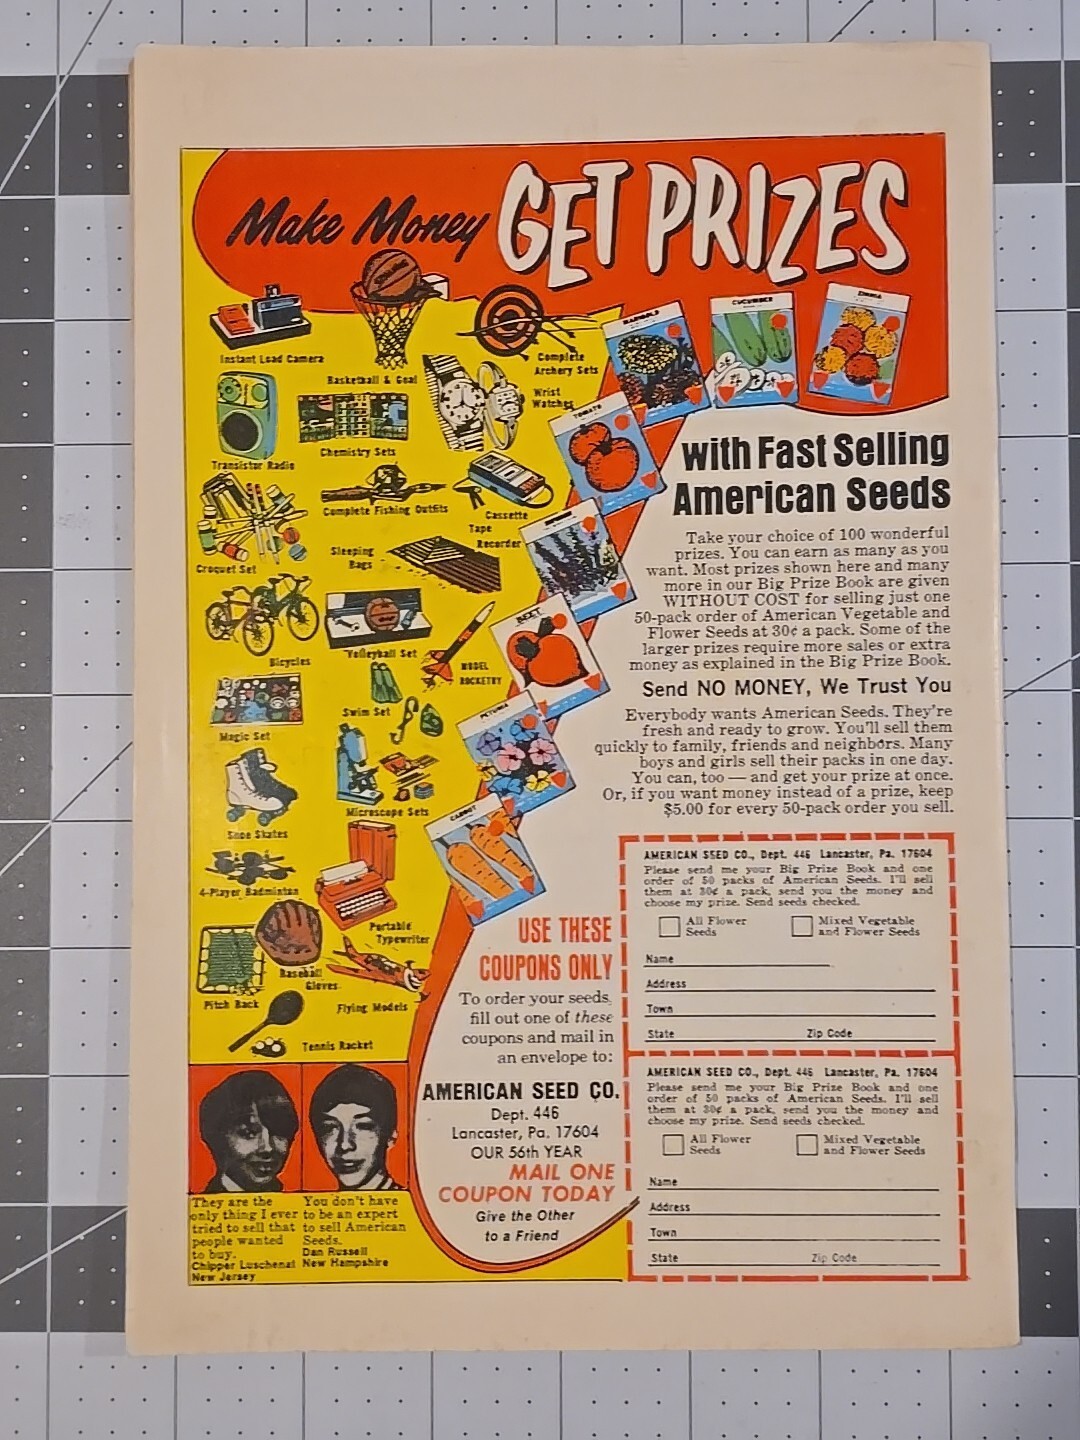 Make Money GET PRIZES
Instant Load Camera
Basketball & Goal
Complete
Archery Sets
Wrist
Watches
Transistor Radio
Chemistry Sets
Complete Fishing Outfits
Cassette
Tape
Recorder
Croquet Set
Sleeping
Bags
Bicycles
Volleyball Set
MODEL
ROCKETRY
Magic Set
Swim Set
Shoe Skates
Microscope Sets
4-Player Badminton
Portable
Typewriter
Pitch Back
Baseball
Gloves
Flying Models
Tennis Racket
MARIGOLD
CUCUMBER
ZINNIA
TOMATO
BEET
PETUNIA
CARROT
with Fast Selling
American Seeds
Take your choice of 100 wonderful
prizes. You can earn as many as you
want. Most prizes shown here and many
more in our Big Prize Book are given
WITHOUT COST for selling just one
50-pack order of American Vegetable and
Flower Seeds at 30¢ a pack. Some of the
larger prizes require more sales or extra
money as explained in the Big Prize Book.
Send NO MONEY, We Trust You
Everybody wants American Seeds. They're
fresh and ready to grow. You'll sell them
quickly to family, friends and neighbors. Many
boys and girls sell their packs in one day.
You can, too — and get your prize at once.
Or, if you want money instead of a prize, keep
$5.00 for every 50-pack order you sell.
USE THESE
COUPONS ONLY
To order your seeds,
fill out one of these
coupons and mail in
an envelope to:
AMERICAN SEED CO.
Dept. 446
Lancaster, Pa. 17604
OUR 56th YEAR
MAIL ONE
COUPON TODAY
Give the Other
to a Friend
They are the
only thing I ever
tried to sell that
people wanted
to buy.
Chipper Luschenat
New Jersey
You don't have
to be an expert
to sell American
Seeds.
Dan Russell
New Hampshire
AMERICAN SEED CO., Dept. 446 Lancaster, Pa. 17604
Please send me your Big Prize Book and one
order of 50 packs of American Seeds. I'll sell
them at 30¢ a pack, send you the money and
choose my prize. Send seeds checked.
All Flower
Seeds
Mixed Vegetable
and Flower Seeds
Name
Address
Town
State Zip Code
AMERICAN SEED CO., Dept. 446 Lancaster, Pa. 17604
Please send me your Big Prize Book and one
order of 50 packs of American Seeds. I'll sell
them at 30¢ a pack, send you the money and
choose my prize. Send seeds checked.
All Flower
Seeds
Mixed Vegetable
and Flower Seeds
Name
Address
Town
State Zip Code